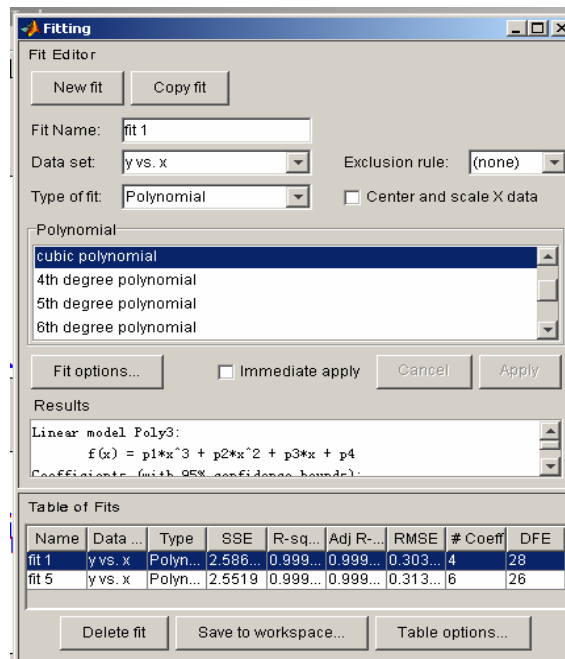 Fitting
Fit Editor
New fit
Copy fit
Fit Name:
fit 1
Data set:
y vs. x
Exclusion rule:
(none)
Type of fit:
Polynomial
Center and scale X data
Polynomial
cubic polynomial
4th degree polynomial
5th degree polynomial
6th degree polynomial
Fit options...
Immediate apply
Cancel
Apply
Results
Linear model Poly3:
f(x) = p1*x^3 + p2*x^2 + p3*x + p4
Coefficients (with 95% confidence bounds):
Table of Fits
Name Data ... Type SSE R-sq... Adj R-... RMSE # Coeff DFE
fit 1 y vs. x Polyn... 2.586... 0.999... 0.999... 0.303... 4 28
fit 5 y vs. x Polyn... 2.5519 0.999... 0.999... 0.313... 6 26
Delete fit
Save to workspace...
Table options...